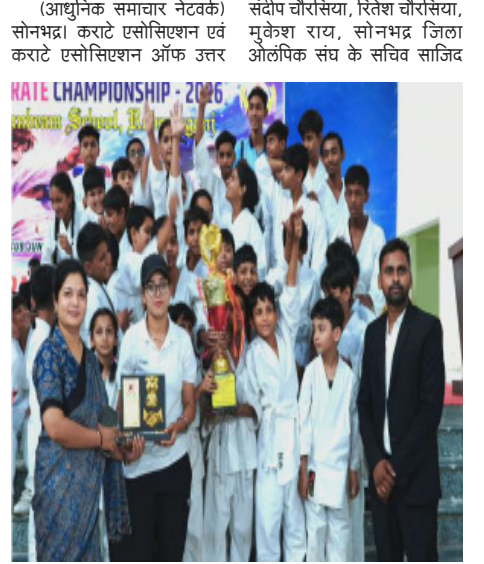 (आधुनिक समाचार नेटवर्क)
सोनभद्र। कराटे एसोसिएशन एवं
कराटे एसोसिएशन ऑफ उत्तर
संदीप चौरसिया, रितेश चौरसिया,
मुकेश राय, सोनभद्र जिला
ओलंपिक संघ के सचिव साजिद
RATE CHAMPIONSHIP - 2026
School,